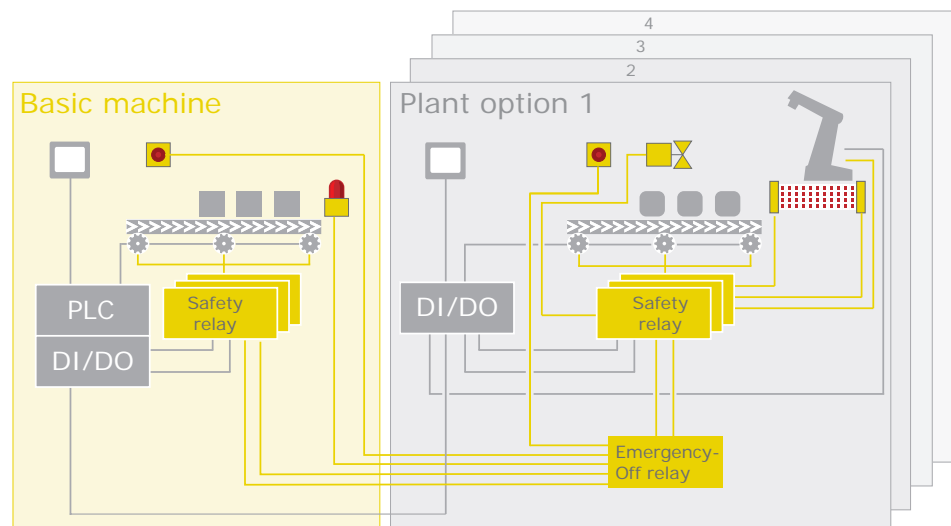 4
3
2
Basic machine
Plant option 1
PLC
DI/DO
Safety
relay
DI/DO
Safety
relay
Emergency-
Off relay